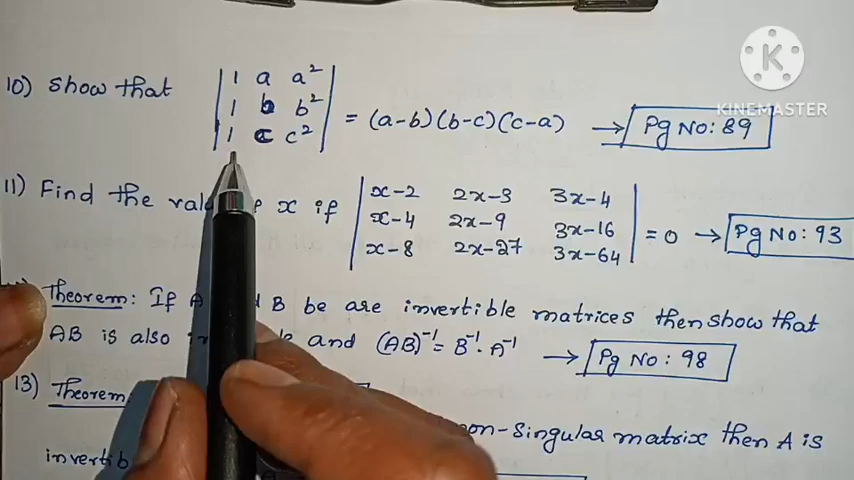 KINEMASTER
10) Show that | 1 a a² | = (a-b)(b-c)(c-a) → Pg No: 89
| 1 b b² |
| 1 c c² |
11) Find the x if | x-2 2x-3 3x-4 | = 0 → Pg No: 93
| x-4 2x-9 3x-16 |
| x-8 2x-27 3x-64 |
Theorem: If B be are invertible matrices then show that
AB is also and (AB)⁻¹ = B⁻¹. A⁻¹ → Pg No: 98
13) Theorem
non-singular matrix then A is